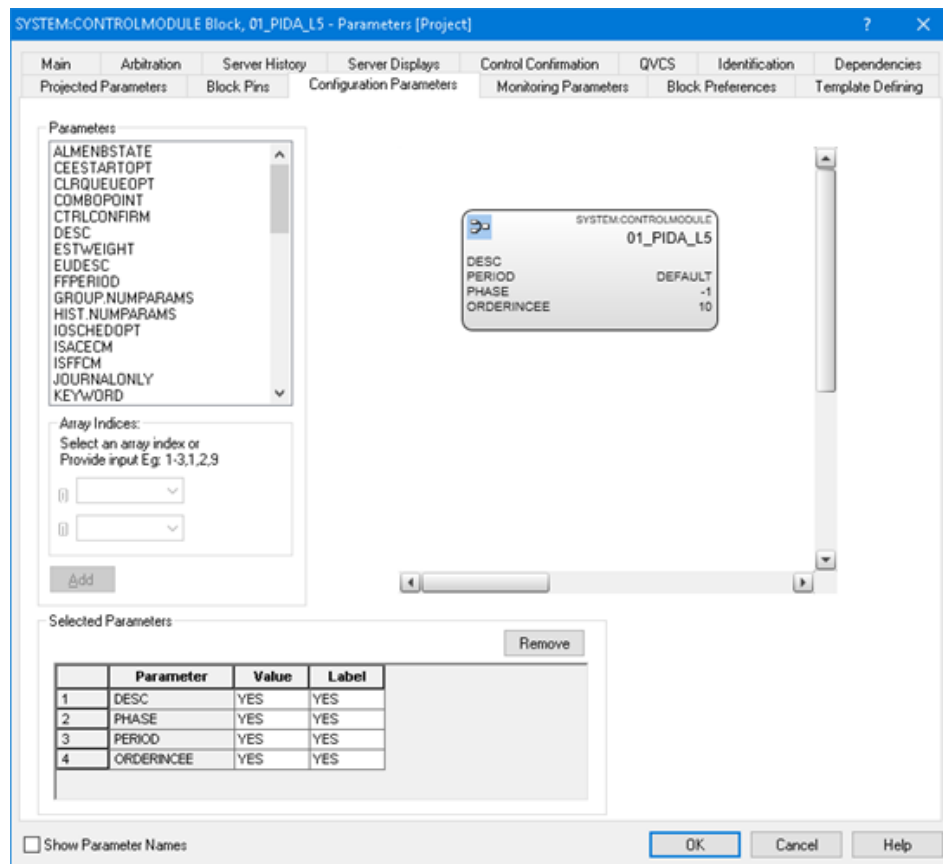 SYSTEM:CONTROLMODULE Block, 01_PIDA_L5 - Parameters [Project]
? ×
Main Arbitration Server History Server Displays Control Confirmation QVCS Identification Dependencies
Projected Parameters Block Pins Configuration Parameters Monitoring Parameters Block Preferences Template Defining
Parameters
ALMENBSTATE
CEESTARTOPT
CLRQUEUEOPT
COMBOPOINT
CTRLCONFIRM
DESC
ESTWEIGHT
EUDESC
FFPERIOD
GROUP.NUMPARAMS
HIST.NUMPARAMS
IOSCHEDOPT
ISACECM
ISFFCM
JOURNALONLY
KEYWORD
Array Indices:
Select an array index or
Provide input Eg: 1-3,1,2,9
Add
SYSTEM:CONTROLMODULE
01_PIDA_L5
DESC
PERIOD DEFAULT
PHASE -1
ORDERINCEE 10
Selected Parameters
Remove
Parameter Value Label
1 DESC YES YES
2 PHASE YES YES
3 PERIOD YES YES
4 ORDERINCEE YES YES
Show Parameter Names
OK Cancel Help